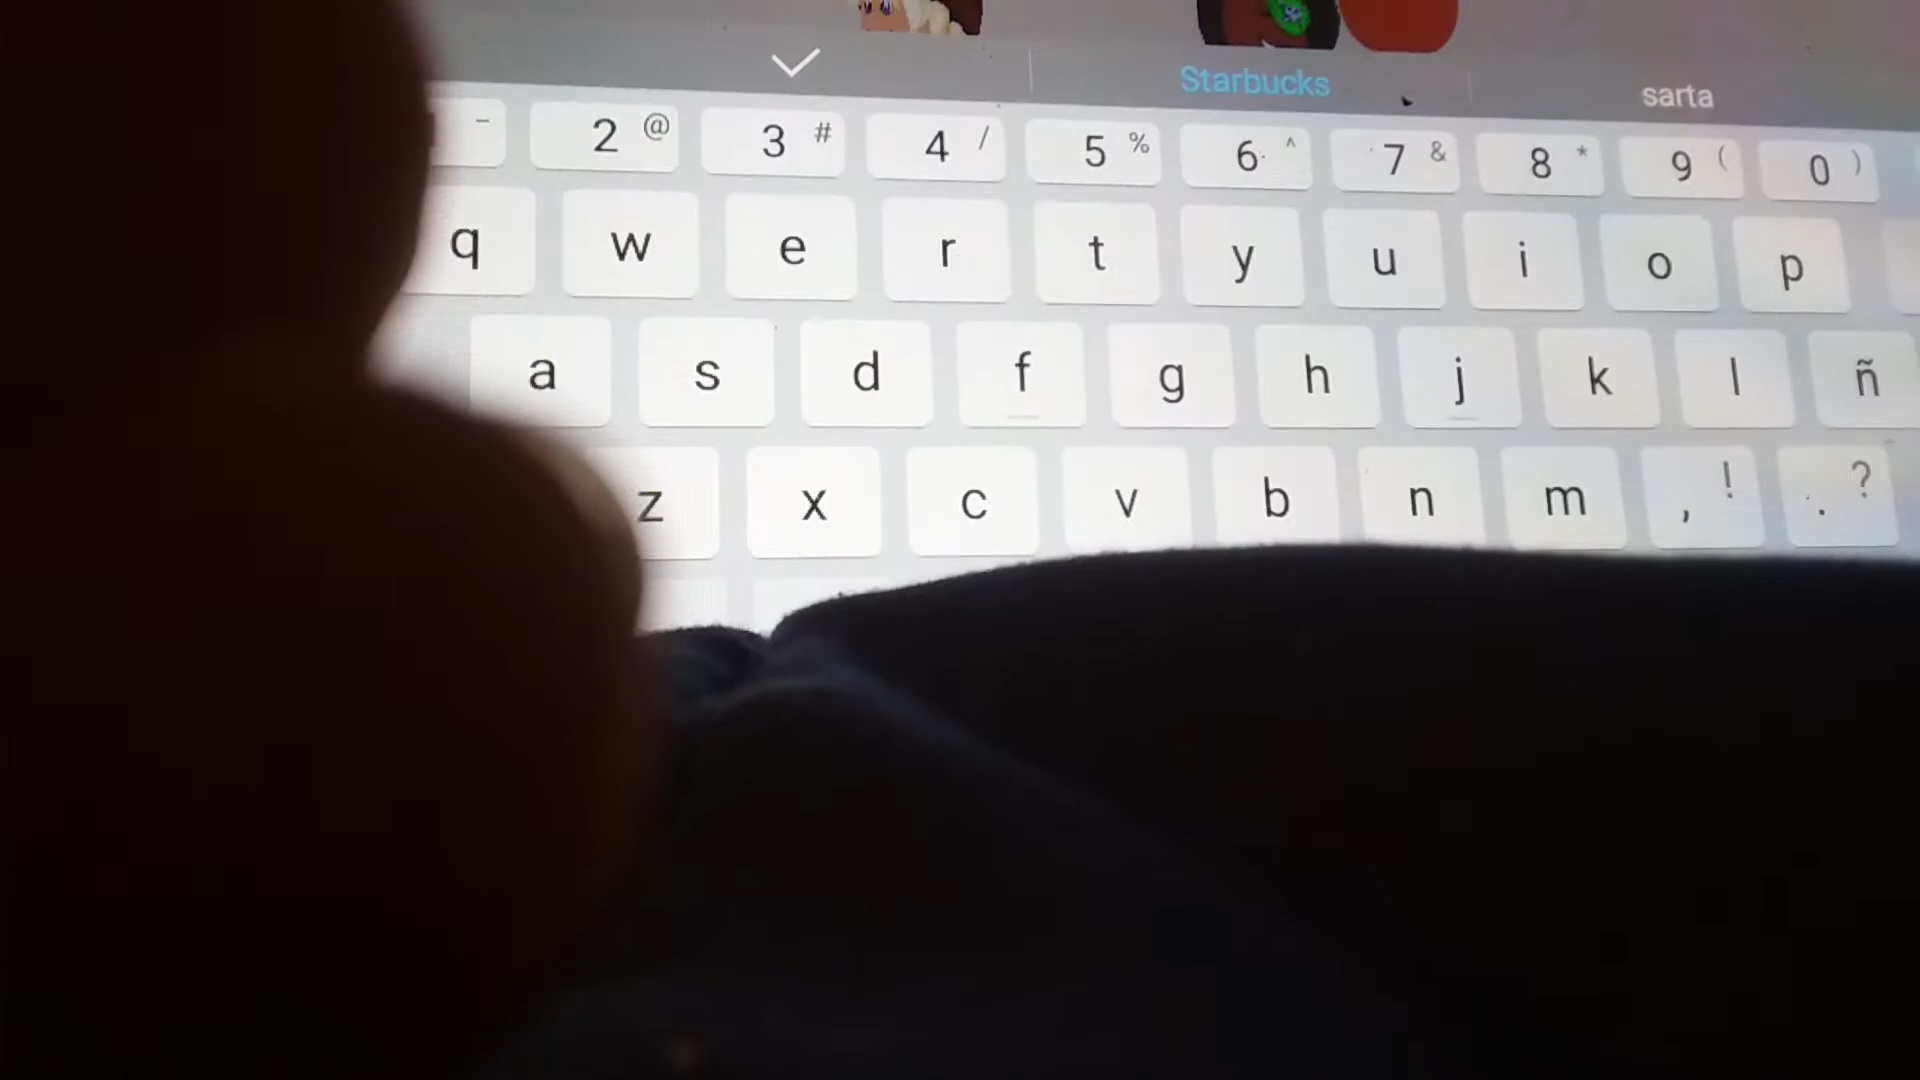 Starbucks sarta
- 2 @ 3 # 4 / 5 % 6 ^ 7 & 8 * 9 ( 0 )
q w e r t y u i o p
a s d f g h j k l ñ
z x c v b n m , ! . ?